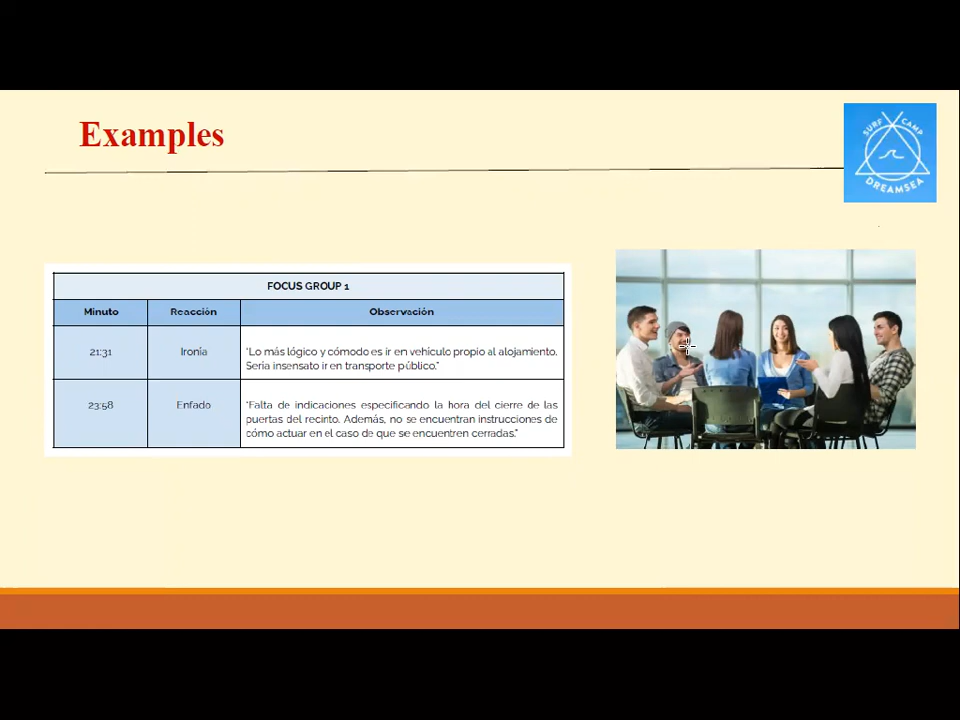 Examples
SURF CAMP
DREAMSEA
FOCUS GROUP 1
Minuto Reacción Observación
21:31 Ironía "Lo más lógico y cómodo es ir en vehículo propio al alojamiento.
Sería insensato ir en transporte público."
23:58 Enfado "Falta de indicaciones especificando la hora del cierre de las
puertas del recinto. Además, no se encuentran instrucciones de
cómo actuar en el caso de que se encuentren cerradas."